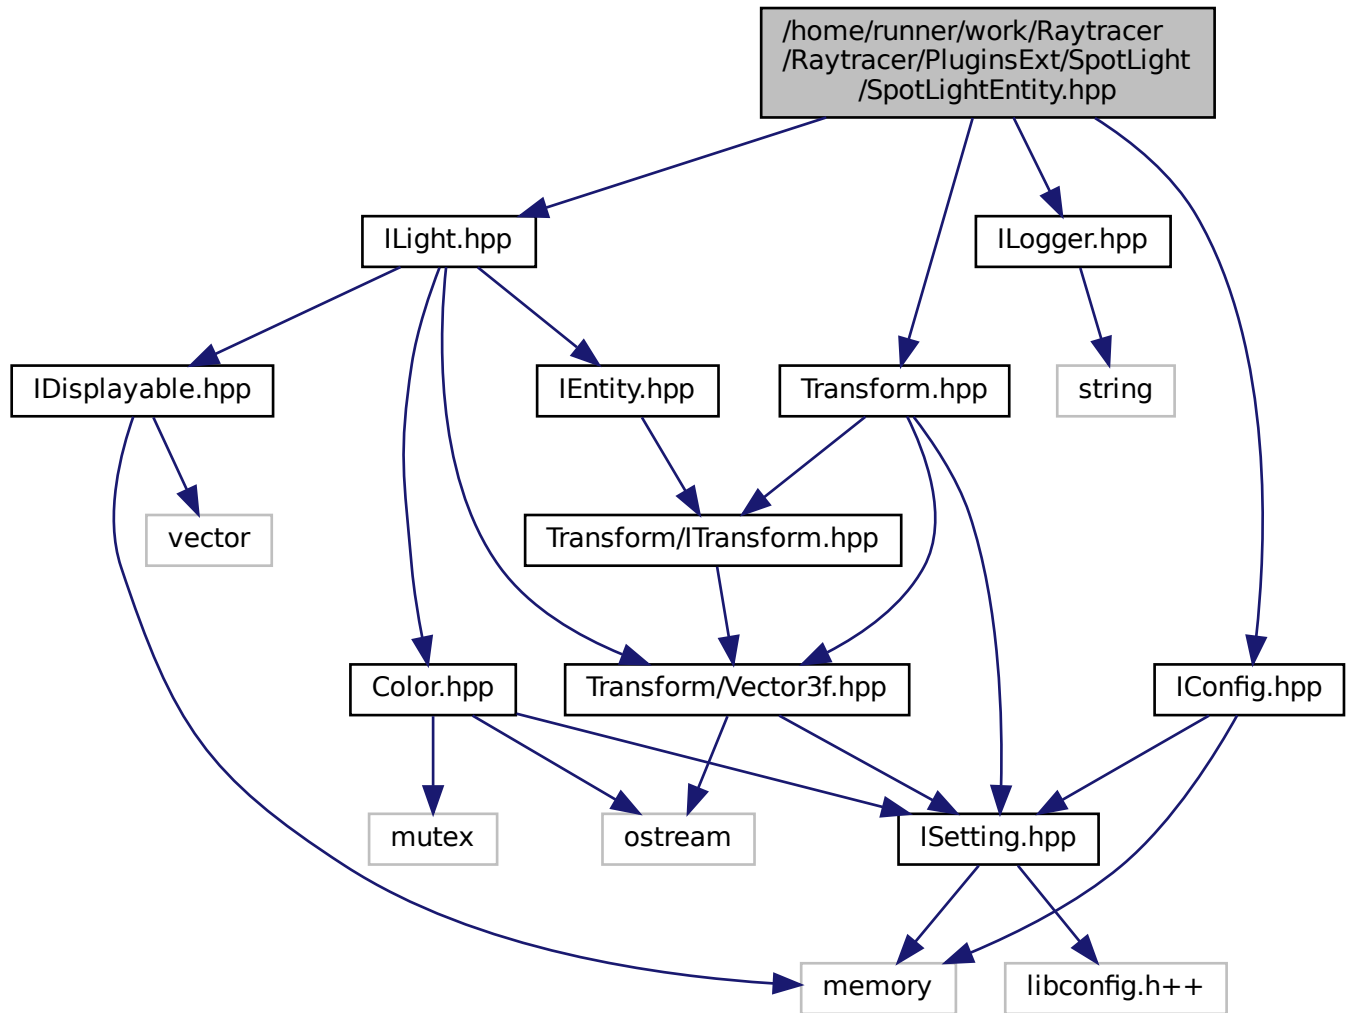 /home/runner/work/Raytracer
/Raytracer/PluginsExt/SpotLight
/SpotLightEntity.hpp
ILight.hpp
ILogger.hpp
IDisplayable.hpp
IEntity.hpp
Transform.hpp
string
vector
Transform/ITransform.hpp
Color.hpp
Transform/Vector3f.hpp
IConfig.hpp
mutex
ostream
ISetting.hpp
memory
libconfig.h++